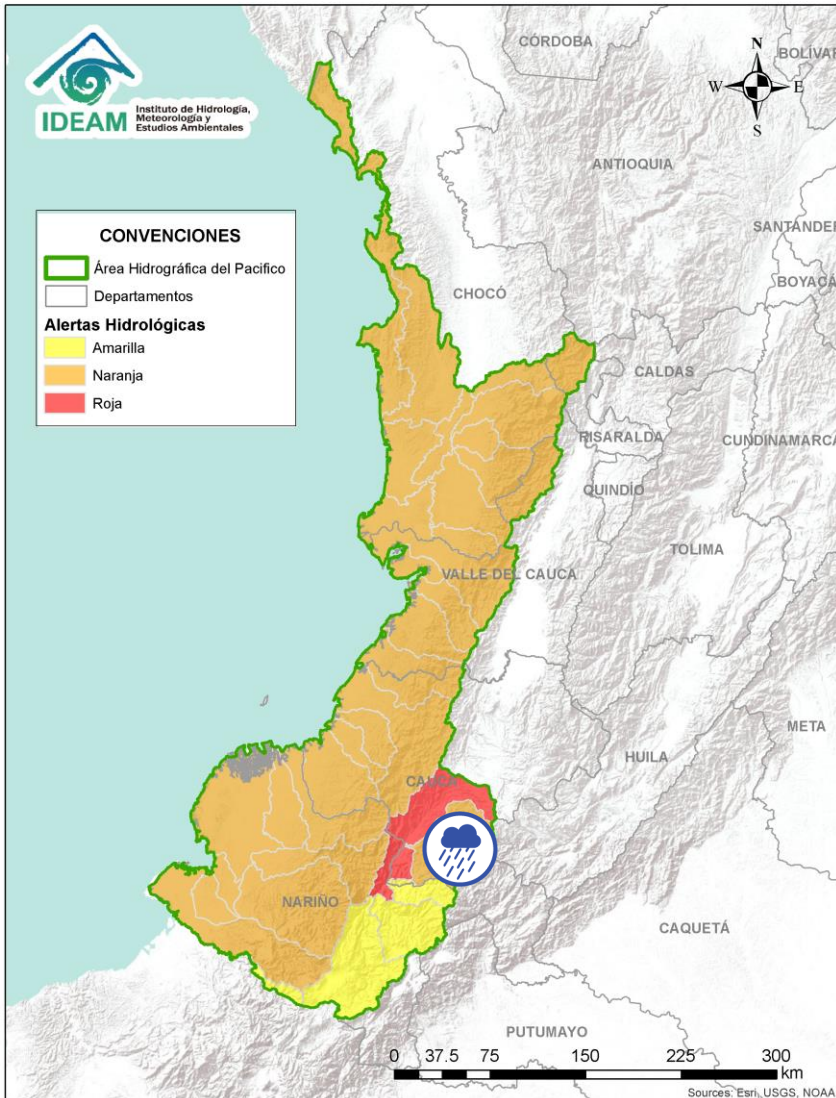 IDEAM
Instituto de Hidrología,
Meteorología y
Estudios Ambientales
CÓRDOBA
BOLÍVAR
N
W
E
S
ANTIOQUIA
SANTANDER
BOYACÁ
CONVENCIONES
Área Hidrográfica del Pacifico
Departamentos
Alertas Hidrológicas
Amarilla
Naranja
Roja
CHOCÓ
CALDAS
RISARALDA
CUNDINAMARCA
QUINDÍO
TOLIMA
VALLE DEL CAUCA
META
HUILA
CAUCA
NARIÑO
CAQUETÁ
PUTUMAYO
0 37.5 75 150 225 300
km
Sources: Esri, USGS, NOAA